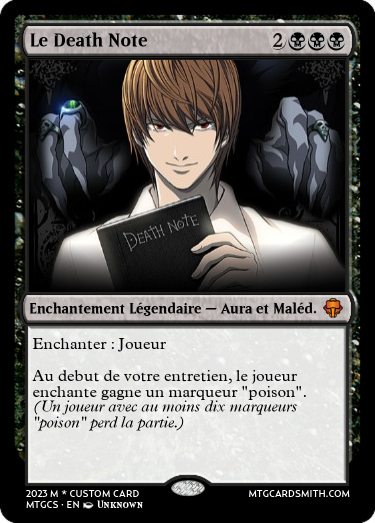 Le Death Note 2
DEATH NOTE
Enchantement Légendaire — Aura et Maléd.
Enchanter : Joueur
Au debut de votre entretien, le joueur
enchante gagne un marqueur "poison".
(Un joueur avec au moins dix marqueurs
"poison" perd la partie.)
2023 M * CUSTOM CARD
MTGCS • EN Unknown
MTGCARDSMITH.COM